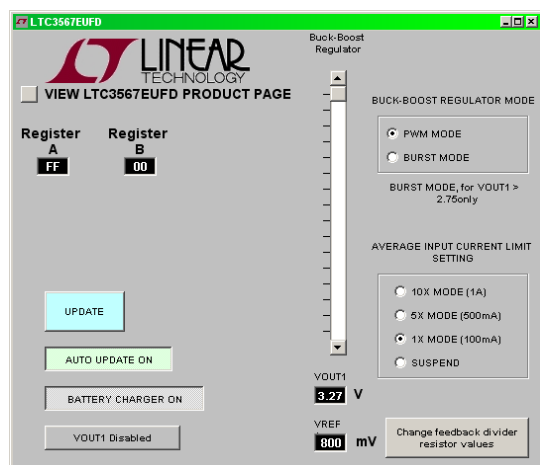 LTC3567EUFD
LINEAR
TECHNOLOGY
VIEW LTC3567EUFD PRODUCT PAGE
Register
A
FF
Register
B
00
UPDATE
AUTO UPDATE ON
BATTERY CHARGER ON
VOUT1 Disabled
Buck-Boost
Regulator
VOUT1
3.27 V
VREF
800 mV
BUCK-BOOST REGULATOR MODE
PWM MODE
BURST MODE
BURST MODE, for VOUT1 >
2.75only
AVERAGE INPUT CURRENT LIMIT
SETTING
10X MODE (1A)
5X MODE (500mA)
1X MODE (100mA)
SUSPEND
Change feedback divider
resistor values